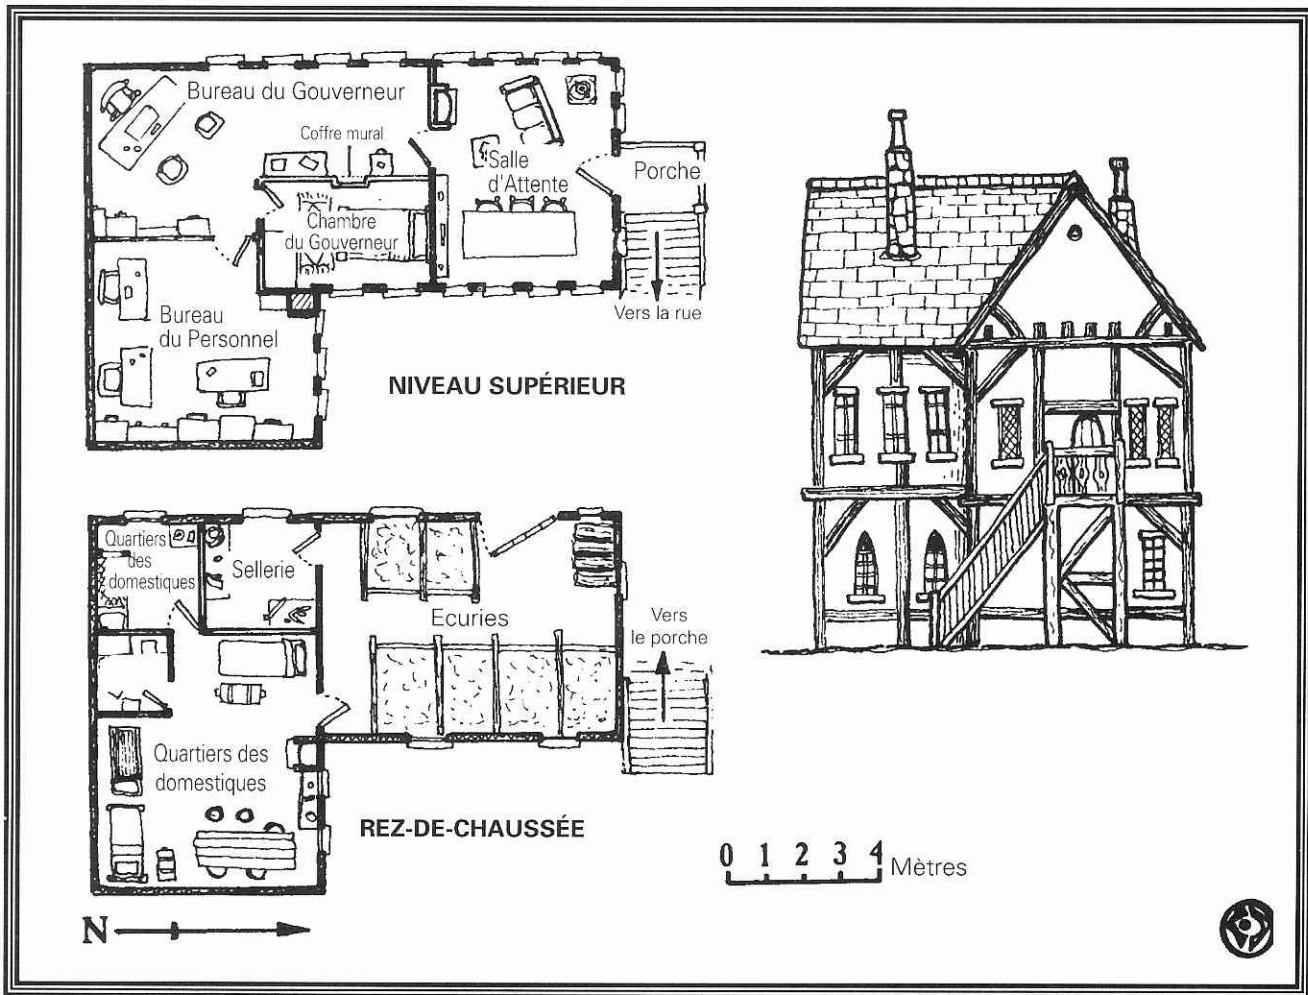 Bureau du Gouverneur
Coffre mural
Salle
d'Attente
Porche
Chambre
du Gouverneur
Vers la rue
Bureau
du Personnel
NIVEAU SUPÉRIEUR
Quartiers
des
domestiques
Sellerie
Ecuries
Vers
le porche
Quartiers des
domestiques
REZ-DE-CHAUSSÉE
0 1 2 3 4 Mètres
N